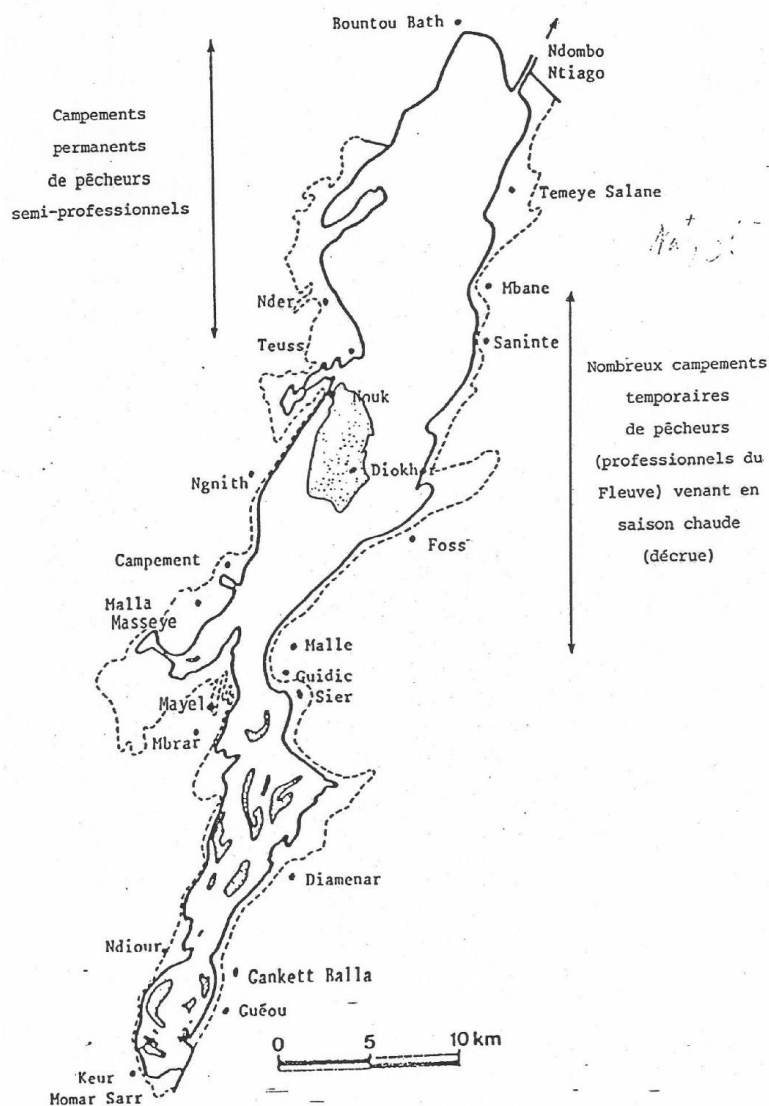 Bountou Bath
Ndombo
Ntiago
Campements
permanents
de pêcheurs
semi-professionnels
Temeye Salane
Mbane
Nder
Saninte
Teuss
Nouk
Nombreux campements
temporaires
de pêcheurs
(professionnels du
Fleuve) venant en
saison chaude
(décrue)
Diokhor
Ngnith
Foss
Campement
Malla
Masseye
Malle
Guidic
Sier
Mayel
Mbrar
Diamenar
Ndiour
Gankett Balla
Guéou
0 5 10 km
Keur
Momar Sarr